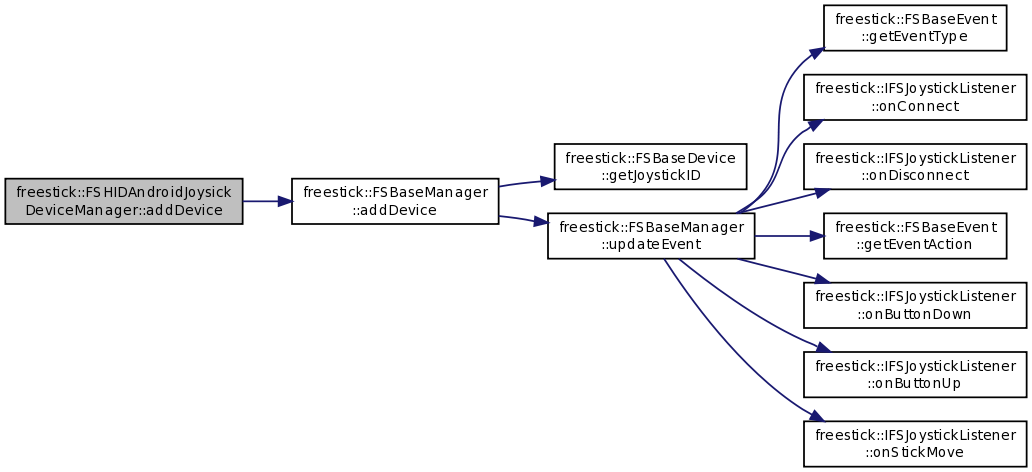 freestick::FSHIDAndroidJoysick
DeviceManager::addDevice
freestick::FSBaseManager
::addDevice
freestick::FSBaseDevice
::getJoystickID
freestick::FSBaseManager
::updateEvent
freestick::FSBaseEvent
::getEventType
freestick::IFSJoystickListener
::onConnect
freestick::IFSJoystickListener
::onDisconnect
freestick::FSBaseEvent
::getEventAction
freestick::IFSJoystickListener
::onButtonDown
freestick::IFSJoystickListener
::onButtonUp
freestick::IFSJoystickListener
::onStickMove